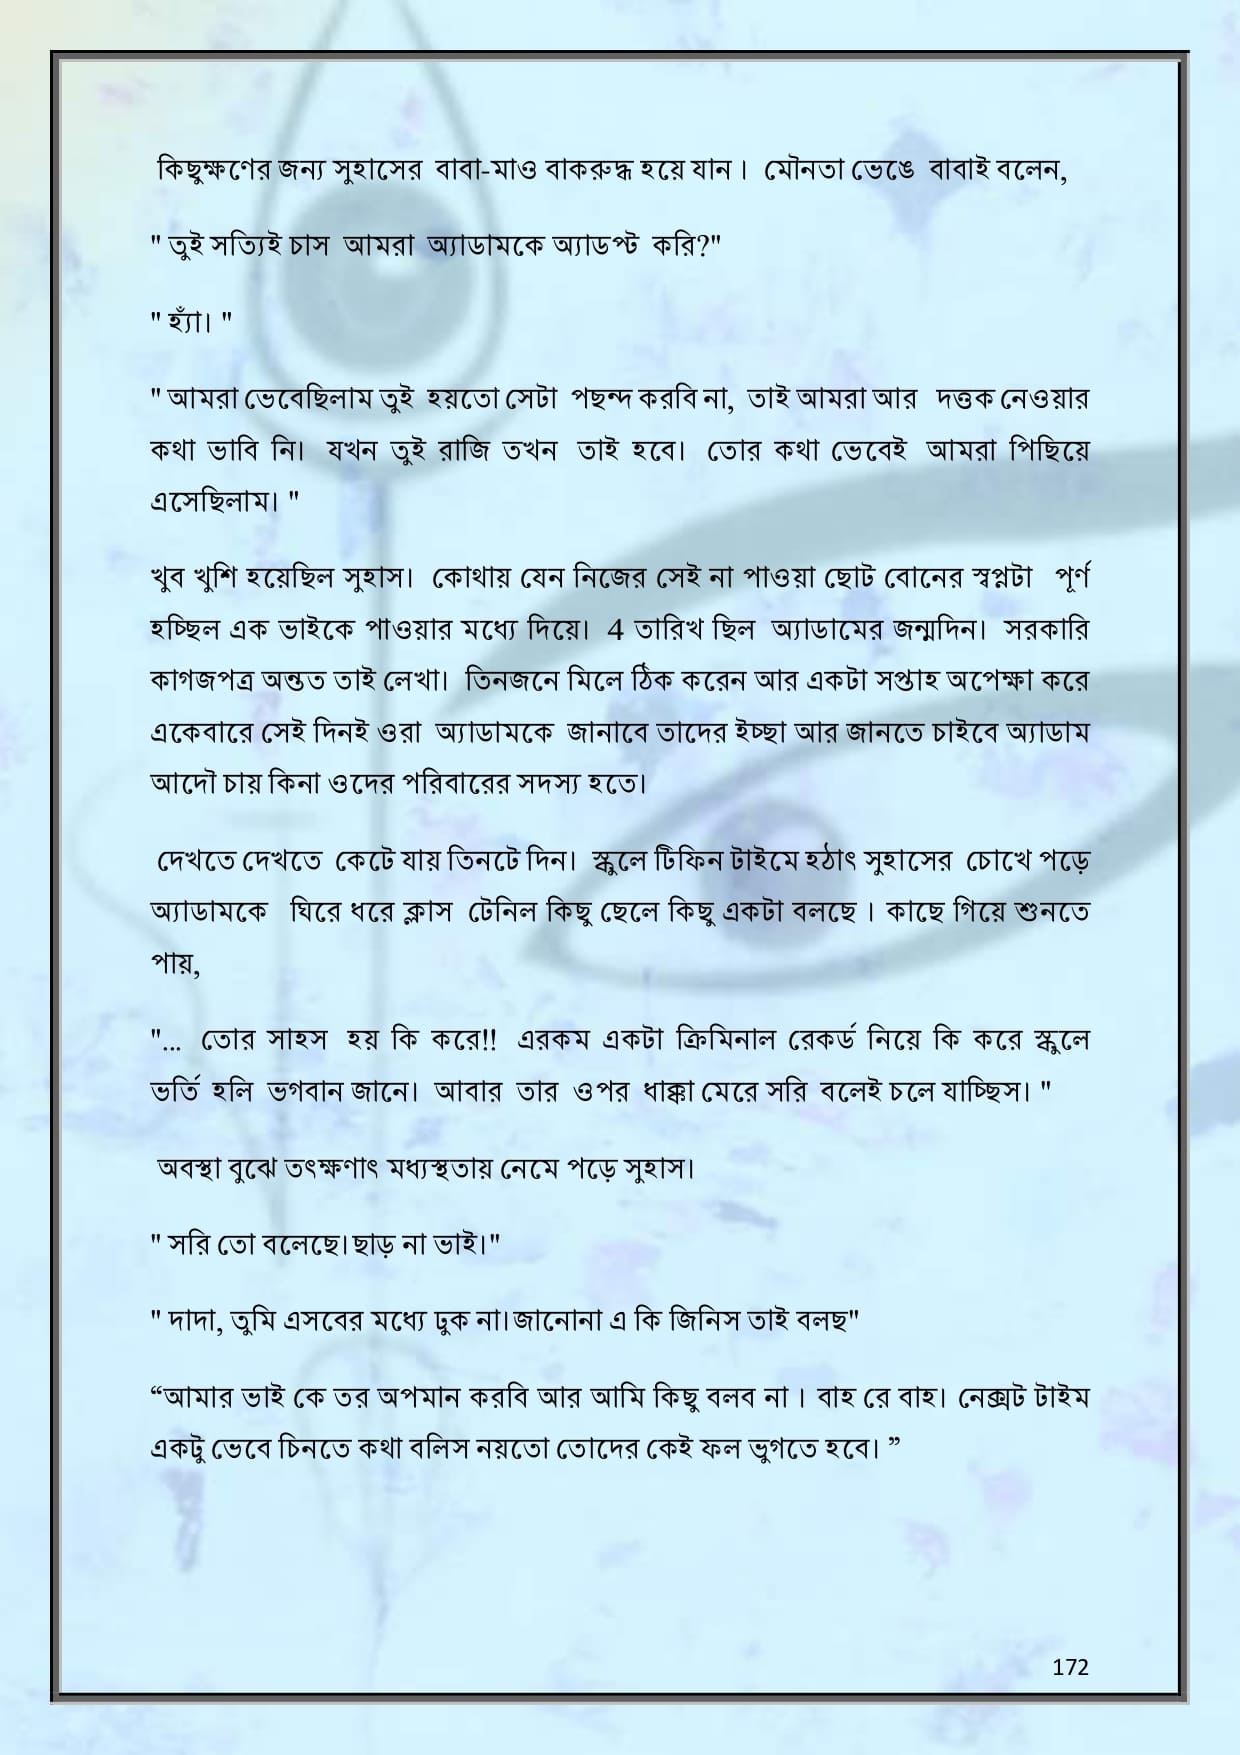 কিছুক্ষণের জন্য সুহাসের বাবা-মাও বাকরুদ্ধ হয়ে যান। মৌনতা ভেঙে বাবাই বলেন,
" তুই সত্যিই চাস আমরা অ্যাডামকে অ্যাডপ্ট করি?"
" হ্যাঁ। "
" আমরা ভেবেছিলাম তুই হয়তো সেটা পছন্দ করবি না, তাই আমরা আর দত্তক নেওয়ার
কথা ভাবি নি। যখন তুই রাজি তখন তাই হবে। তোর কথা ভেবেই আমরা পিছিয়ে
এসেছিলাম। "
খুব খুশি হয়েছিল সুহাস। কোথায় যেন নিজের সেই না পাওয়া ছোট বোনের স্বপ্নটা পূর্ণ
হচ্ছিল এক ভাইকে পাওয়ার মধ্যে দিয়ে। 4 তারিখ ছিল অ্যাডামের জন্মদিন। সরকারি
কাগজপত্র অন্তত তাই লেখা। তিনজনে মিলে ঠিক করেন আর একটা সপ্তাহ অপেক্ষা করে
একেবারে সেই দিনই ওরা অ্যাডামকে জানাবে তাদের ইচ্ছা আর জানতে চাইবে অ্যাডাম
আদৌ চায় কিনা ওদের পরিবারের সদস্য হতে।
দেখতে দেখতে কেটে যায় তিনটে দিন। স্কুলে টিফিন টাইমে হঠাৎ সুহাসের চোখে পড়ে
অ্যাডামকে ঘিরে ধরে ক্লাস টেনিল কিছু ছেলে কিছু একটা বলছে। কাছে গিয়ে শুনতে
পায়,
"... তোর সাহস হয় কি করে!! এরকম একটা ক্রিমিনাল রেকর্ড নিয়ে কি করে স্কুলে
ভর্তি হলি ভগবান জানে। আবার তার ওপর ধাক্কা মেরে সরি বলেই চলে যাচ্ছিস। "
অবস্থা বুঝে তৎক্ষণাৎ মধ্যস্থতায় নেমে পড়ে সুহাস।
" সরি তো বলেছে।ছাড় না ভাই।"
" দাদা, তুমি এসবের মধ্যে ঢুক না।জানোনা এ কি জিনিস তাই বলছ"
“আমার ভাই কে তর অপমান করবি আর আমি কিছু বলব না। বাহ রে বাহ। নেক্সট টাইম
একটু ভেবে চিনতে কথা বলিস নয়তো তোদের কেই ফল ভুগতে হবে। ”
172